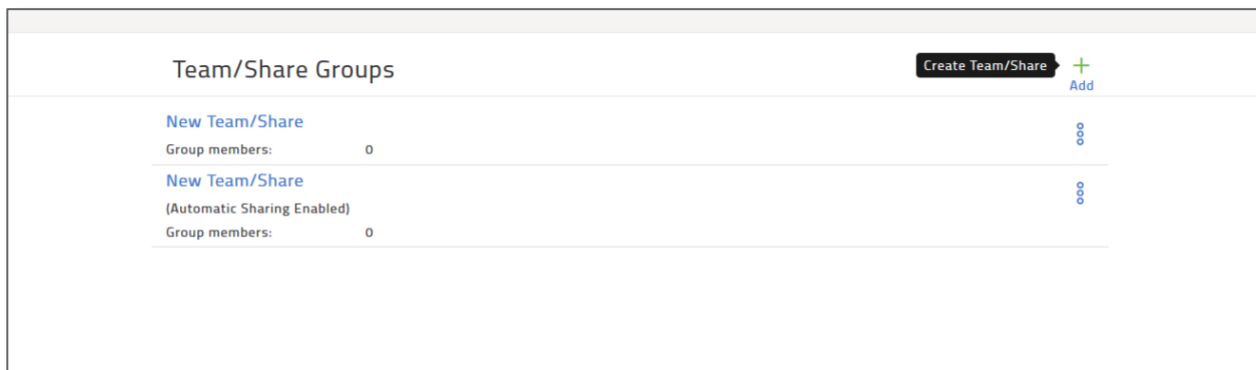 Team/Share Groups
Create Team/Share
Add
New Team/Share
Group members: 0
New Team/Share
(Automatic Sharing Enabled)
Group members: 0